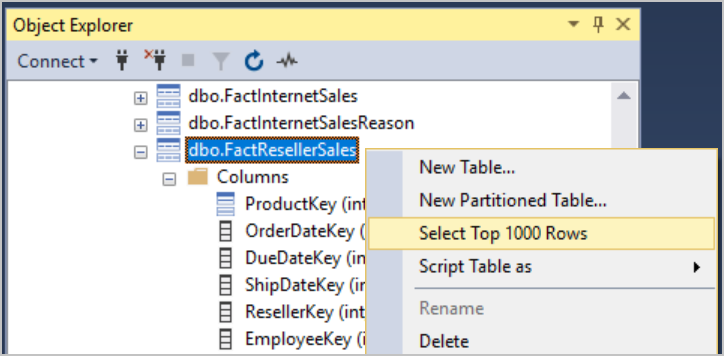 Object Explorer
Connect
dbo.FactInternetSales
dbo.FactInternetSalesReason
dbo.FactResellerSales
Columns
ProductKey (int
OrderDateKey (
DueDateKey (int
ShipDateKey (in
ResellerKey (int
EmployeeKey (i
New Table...
New Partitioned Table...
Select Top 1000 Rows
Script Table as
Rename
Delete